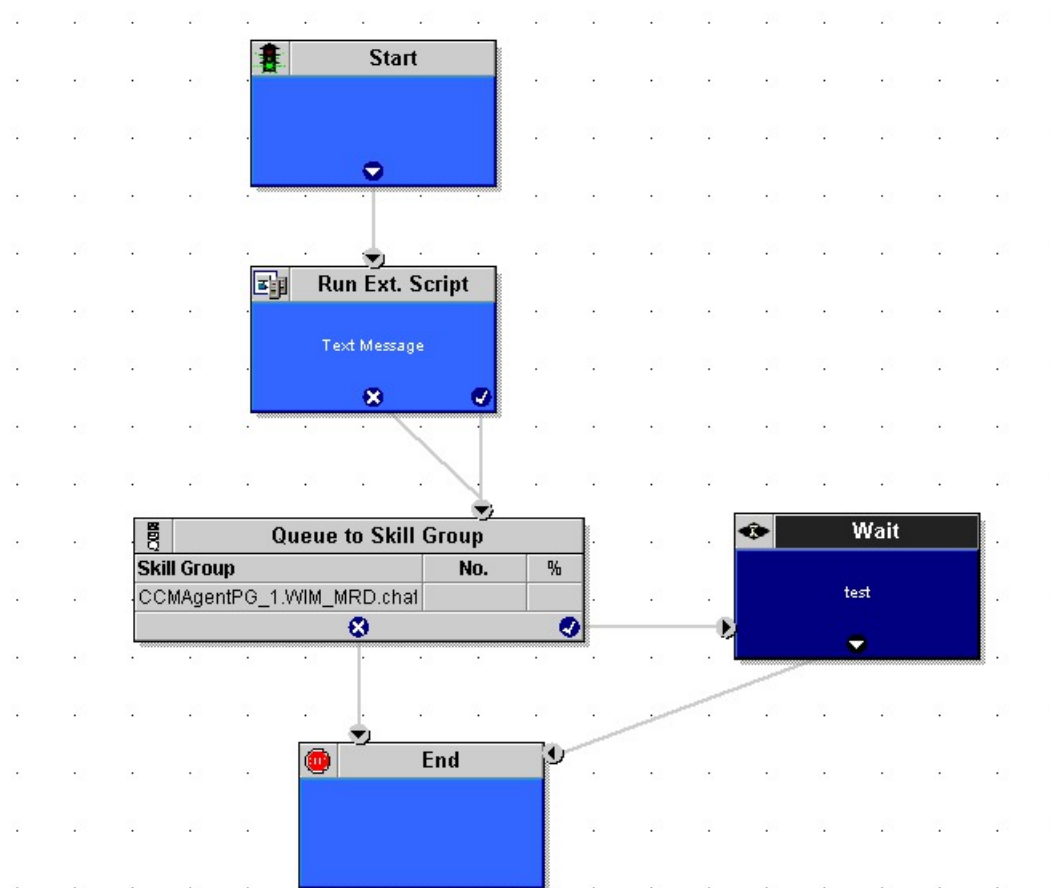 Start
Run Ext. Script
Text Message
Queue to Skill Group
Skill Group No. %
CCMAgentPG_1.WIM_MRD.chat
Wait
test
End